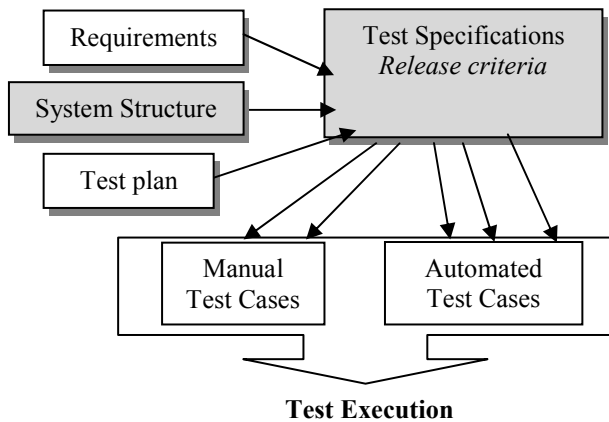 Requirements
Test Specifications
Release criteria
System Structure
Test plan
Manual
Test Cases
Automated
Test Cases
Test Execution